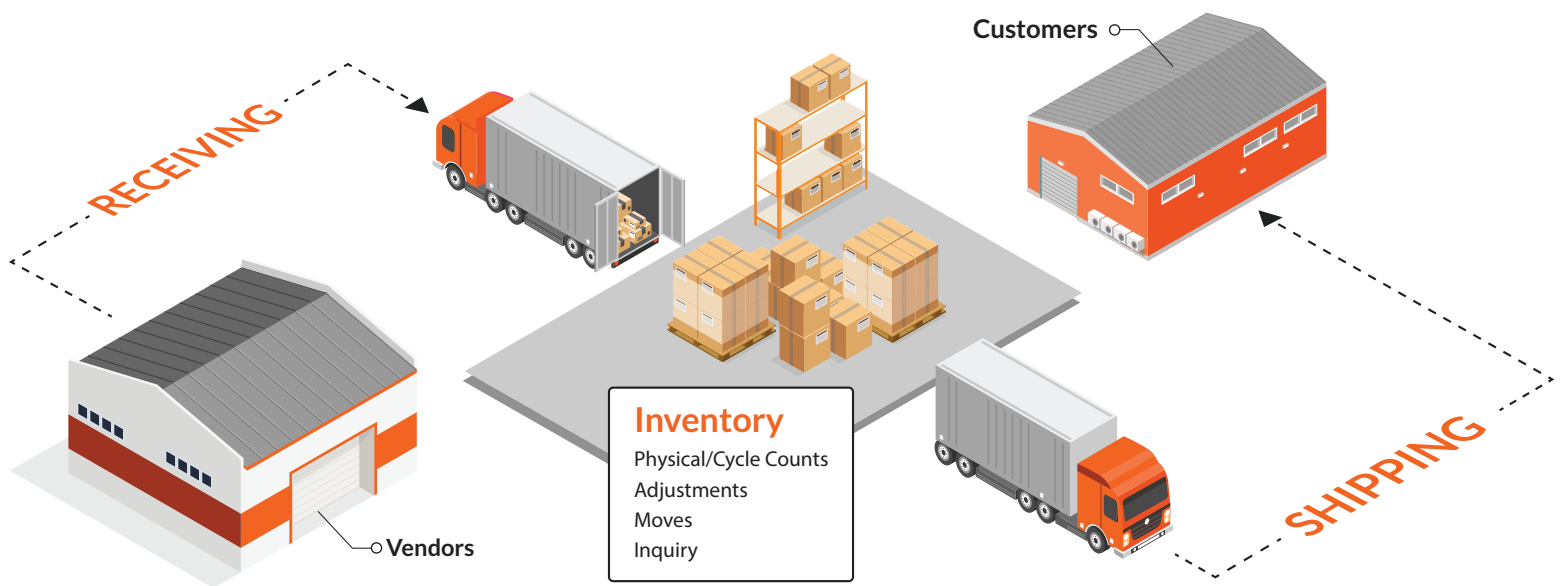 Customers
RECEIVING
Inventory
Physical/Cycle Counts
Adjustments
Moves
Inquiry
Vendors
SHIPPING